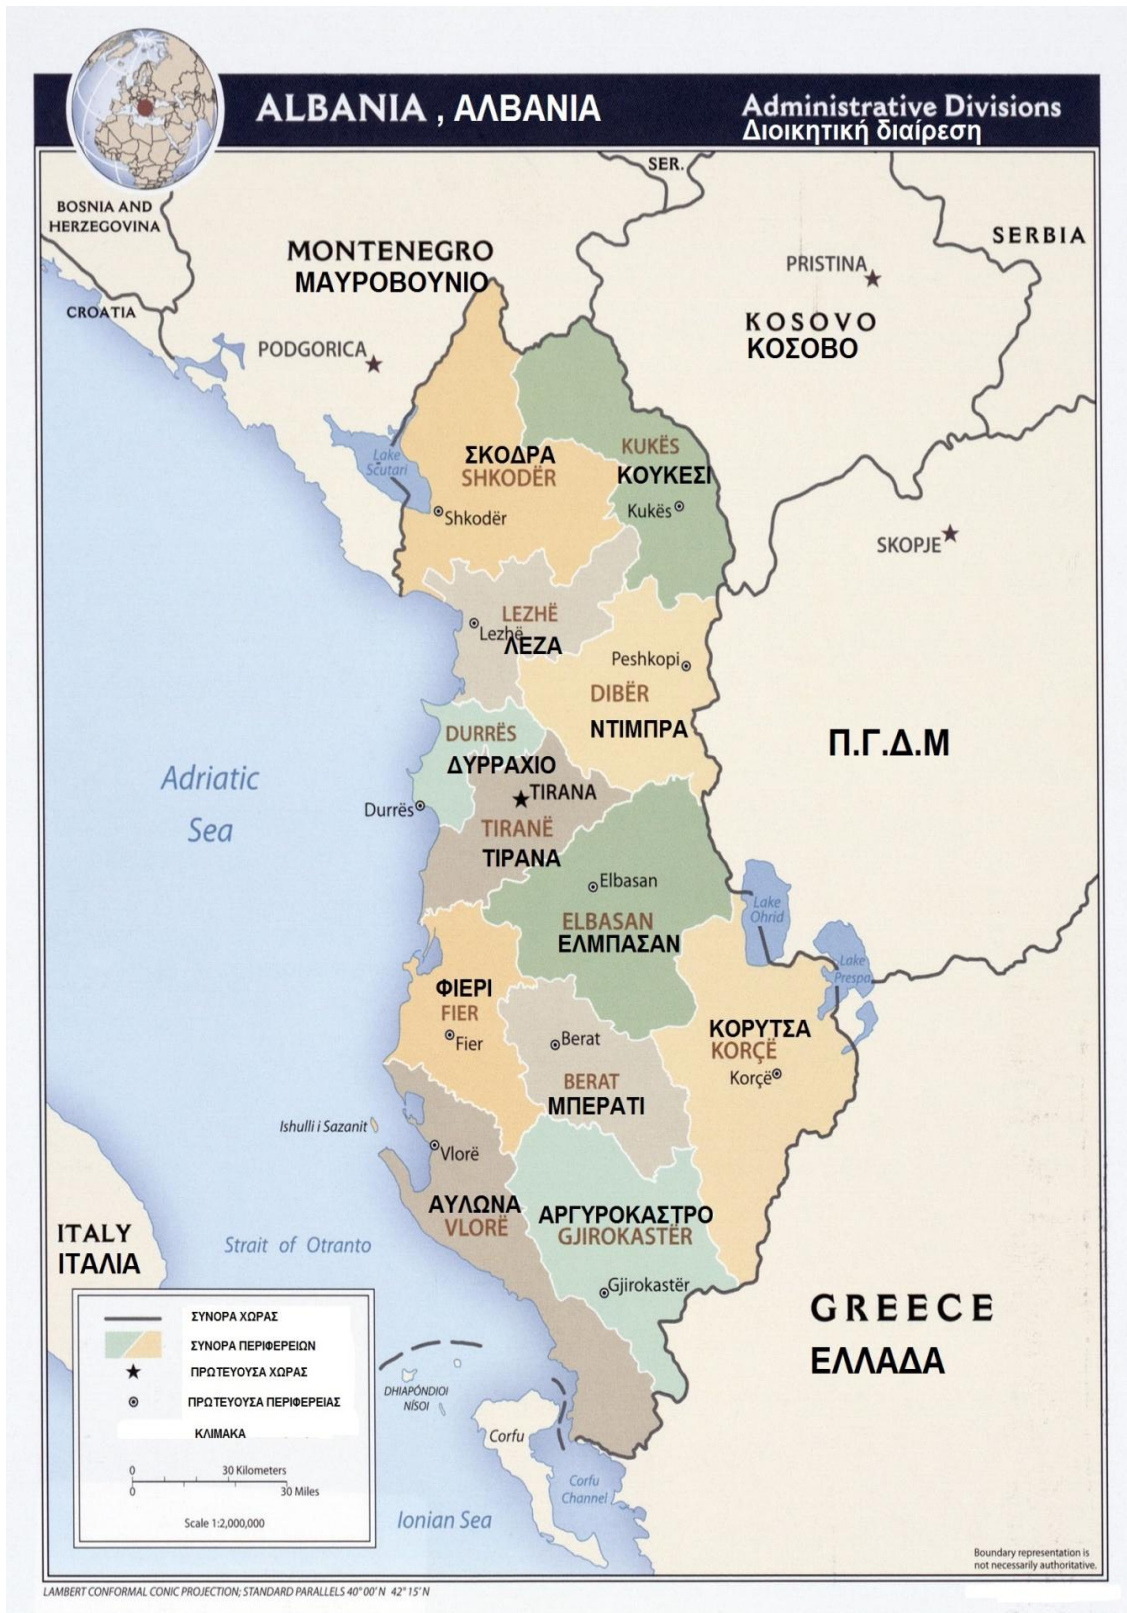 ALBANIA , ΑΛΒΑΝΙΑ
Administrative Divisions
Διοικητική διαίρεση
SER.
BOSNIA AND
HERZEGOVINA
SERBIA
MONTENEGRO
ΜΑΥΡΟΒΟΥΝΙΟ
PRISTINA
CROATIA
KOSOVO
ΚΟΣΟΒΟ
PODGORICA
Lake
Scutari
ΣΚΟΔΡΑ
SHKODËR
Shkodër
KUKËS
ΚΟΥΚΕΣΙ
Kukës
SKOPJE
LEZHË
Lezhë
ΛΕΖΑ
Peshkopi
DIBËR
ΝΤΙΜΠΡΑ
Π.Γ.Δ.Μ
DURRËS
ΔΥΡΡΑΧΙΟ
Durrës
TIRANA
TIRANË
ΤΙΡΑΝΑ
Adriatic
Sea
Elbasan
ELBASAN
ΕΛΜΠΑΣΑΝ
Lake
Ohrid
Lake
Prespa
ΦΙΕΡΙ
FIER
Fier
Berat
BERAT
ΜΠΕΡΑΤΙ
ΚΟΡΥΤΣΑ
KORÇË
Korçë
Ishulli i Sazanit
Vlorë
ΑΥΛΩΝΑ
VLORË
ΑΡΓΥΡΟΚΑΣΤΡΟ
GJIROKASTËR
Gjirokastër
ITALY
ΙΤΑΛΙΑ
Strait of Otranto
GREECE
ΕΛΛΑΔΑ
ΣΥΝΟΡΑ ΧΩΡΑΣ
ΣΥΝΟΡΑ ΠΕΡΙΦΕΡΕΙΩΝ
ΠΡΩΤΕΥΟΥΣΑ ΧΩΡΑΣ
ΠΡΩΤΕΥΟΥΣΑ ΠΕΡΙΦΕΡΕΙΑΣ
ΚΛΙΜΑΚΑ
0 30 Kilometers
0 30 Miles
Scale 1:2,000,000
DHIAPÓNDIOI
NÍSOI
Corfu
Corfu
Channel
Ionian Sea
Boundary representation is
not necessarily authoritative.
LAMBERT CONFORMAL CONIC PROJECTION; STANDARD PARALLELS 40° 00' N 42° 15' N